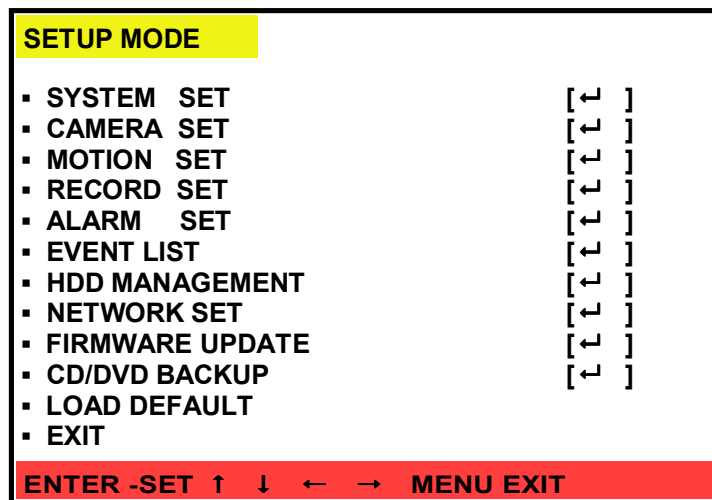 SETUP MODE
▪ SYSTEM SET [↵ ]
▪ CAMERA SET [↵ ]
▪ MOTION SET [↵ ]
▪ RECORD SET [↵ ]
▪ ALARM SET [↵ ]
▪ EVENT LIST [↵ ]
▪ HDD MANAGEMENT [↵ ]
▪ NETWORK SET [↵ ]
▪ FIRMWARE UPDATE [↵ ]
▪ CD/DVD BACKUP [↵ ]
▪ LOAD DEFAULT
▪ EXIT
ENTER -SET ↑ ↓ ← → MENU EXIT